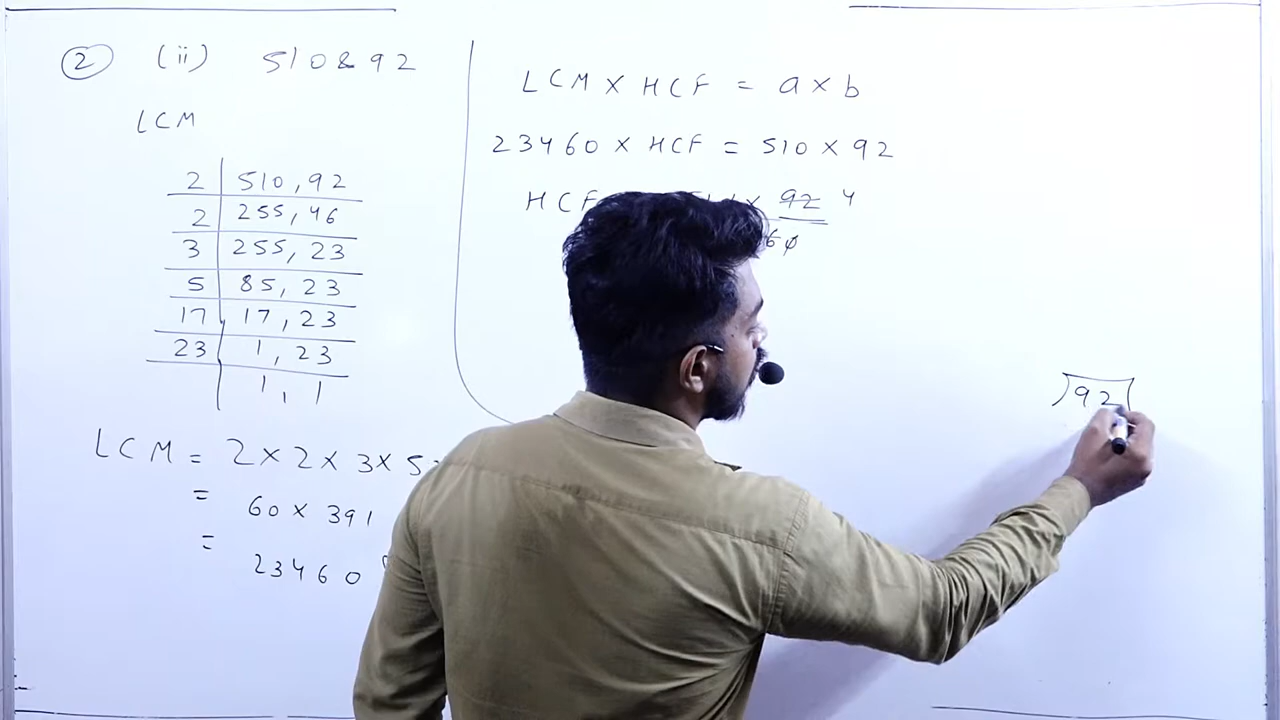 ② (ii) 510 & 92
LCM
2 | 510, 92
2 | 255, 46
3 | 255, 23
5 | 85, 23
17 | 17, 23
23 | 1, 23
1, 1
LCM = 2 × 2 × 3 × 5
= 60 × 391
= 23460
LCM × HCF = a × b
23460 × HCF = 510 × 92
HCF × 92 4
60
92